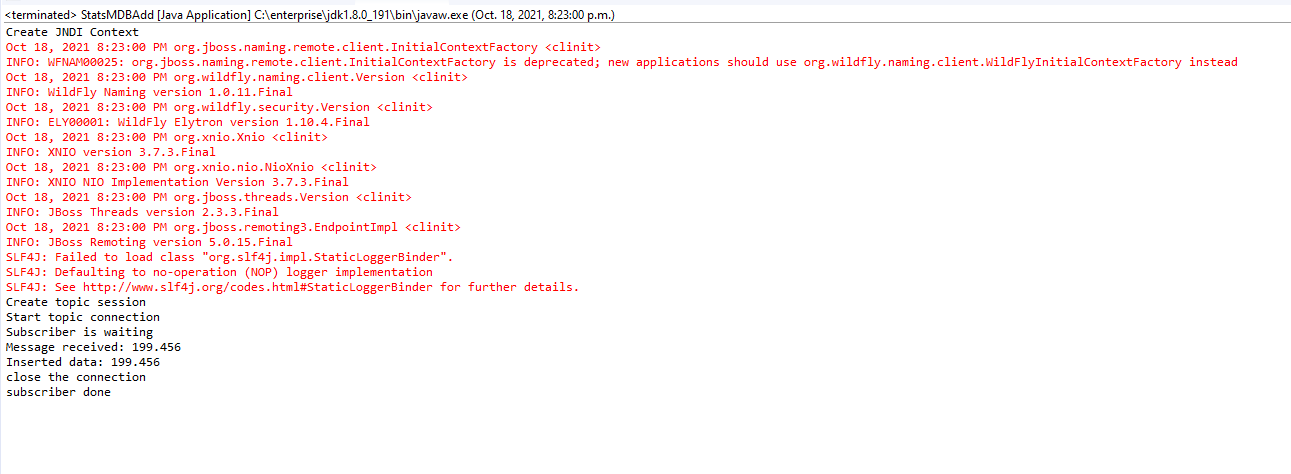 <terminated> StatsMDBAdd [Java Application] C:\enterprise\jdk1.8.0_191\bin\javaw.exe (Oct. 18, 2021, 8:23:00 p.m.)
Create JNDI Context
Oct 18, 2021 8:23:00 PM org.jboss.naming.remote.client.InitialContextFactory <clinit>
INFO: WFNAM00025: org.jboss.naming.remote.client.InitialContextFactory is deprecated; new applications should use org.wildfly.naming.client.WildFlyInitialContextFactory instead
Oct 18, 2021 8:23:00 PM org.wildfly.naming.client.Version <clinit>
INFO: WildFly Naming version 1.0.11.Final
Oct 18, 2021 8:23:00 PM org.wildfly.security.Version <clinit>
INFO: ELY00001: WildFly Elytron version 1.10.4.Final
Oct 18, 2021 8:23:00 PM org.xnio.Xnio <clinit>
INFO: XNIO version 3.7.3.Final
Oct 18, 2021 8:23:00 PM org.xnio.nio.NioXnio <clinit>
INFO: XNIO NIO Implementation Version 3.7.3.Final
Oct 18, 2021 8:23:00 PM org.jboss.threads.Version <clinit>
INFO: JBoss Threads version 2.3.3.Final
Oct 18, 2021 8:23:00 PM org.jboss.remoting3.EndpointImpl <clinit>
INFO: JBoss Remoting version 5.0.15.Final
SLF4J: Failed to load class "org.slf4j.impl.StaticLoggerBinder".
SLF4J: Defaulting to no-operation (NOP) logger implementation
SLF4J: See http://www.slf4j.org/codes.html#StaticLoggerBinder for further details.
Create topic session
Start topic connection
Subscriber is waiting
Message received: 199.456
Inserted data: 199.456
close the connection
subscriber done